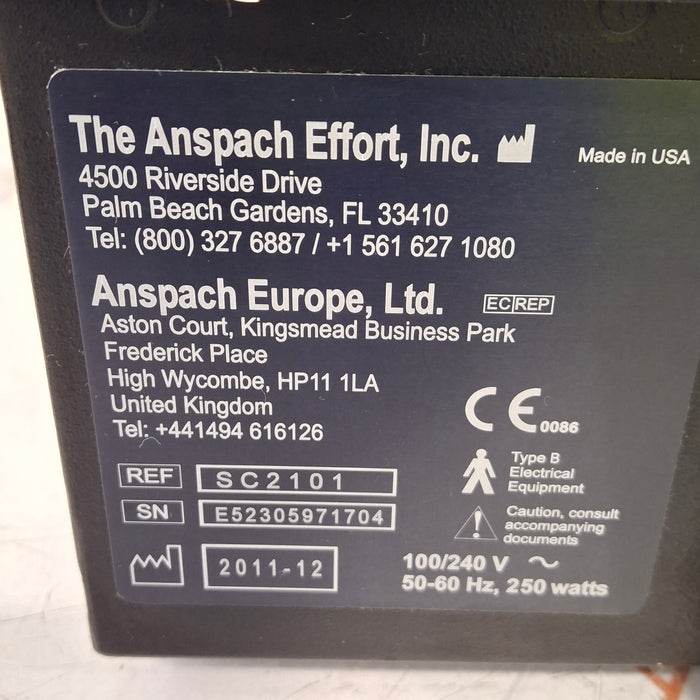 The Anspach Effort, Inc.
Made in USA
4500 Riverside Drive
Palm Beach Gardens, FL 33410
Tel: (800) 327 6887 / +1 561 627 1080
Anspach Europe, Ltd.
EC REP
Aston Court, Kingsmead Business Park
Frederick Place
High Wycombe, HP11 1LA
United Kingdom
Tel: +441494 616126
CE 0086
Type B
Electrical
Equipment
REF SC2101
SN E52305971704
Caution, consult
accompanying
documents
2011-12
100/240 V ~
50-60 Hz, 250 watts